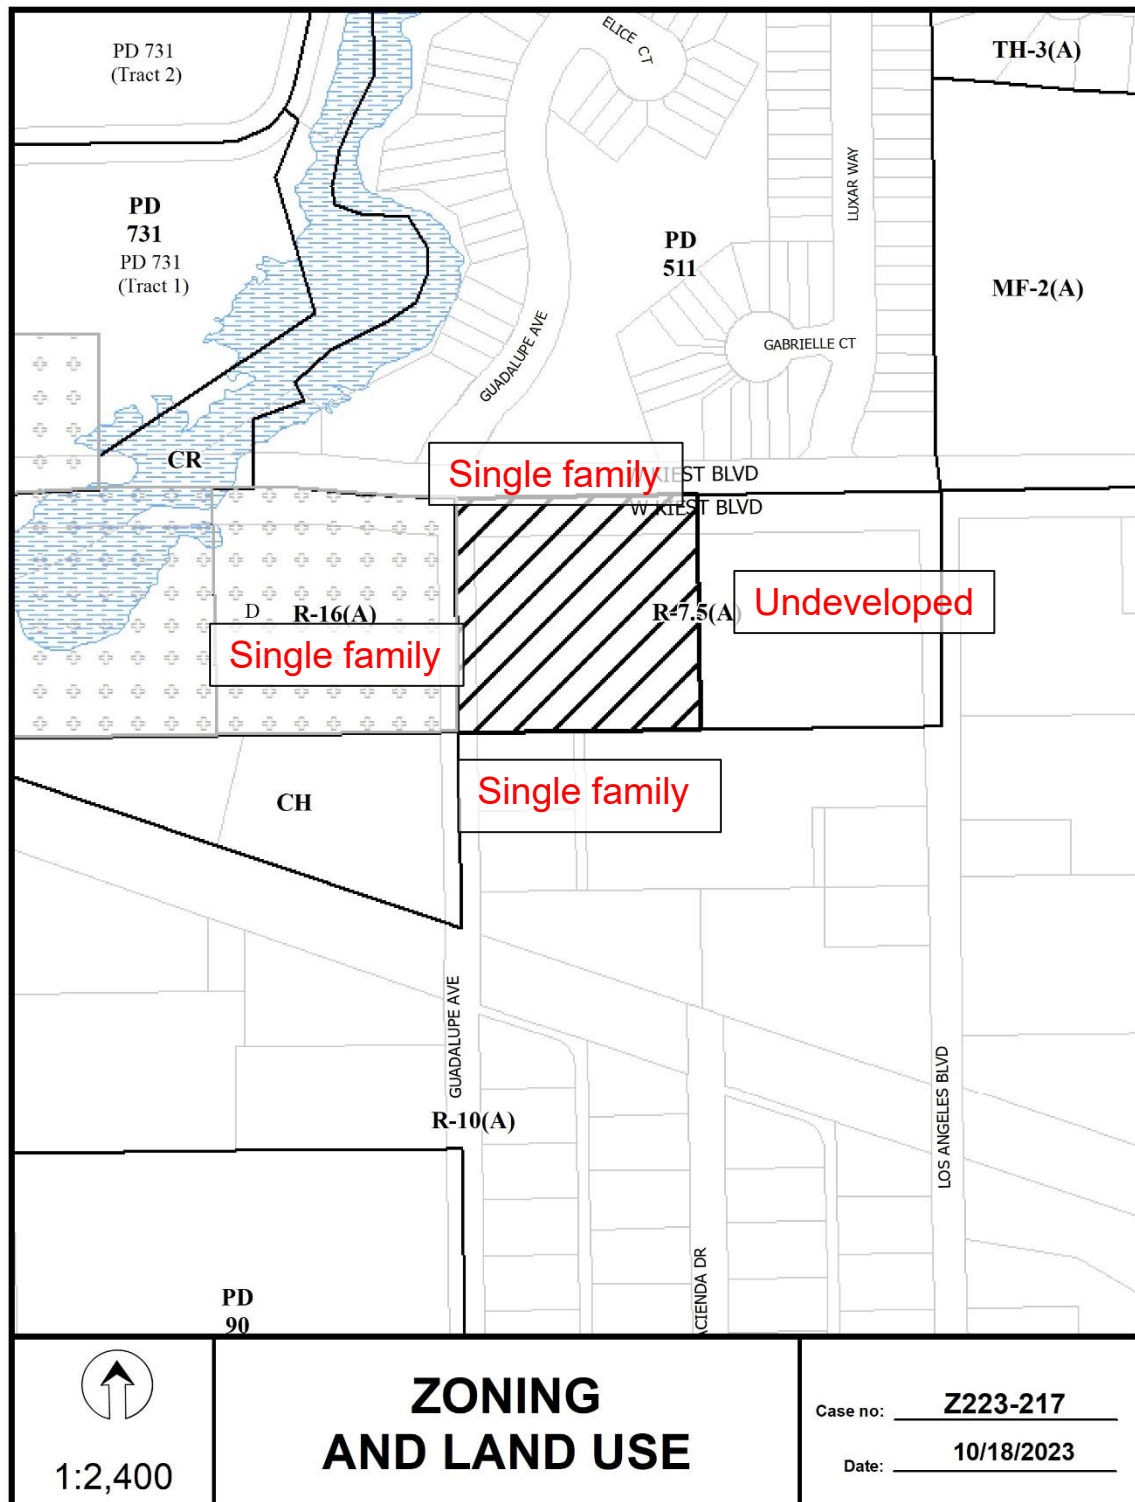 PD 731
(Tract 2)
ELICE CT
TH-3(A)
LUXAR WAY
PD
731
PD 731
(Tract 1)
PD
511
MF-2(A)
GUADALUPE AVE
GABRIELLE CT
CR
Single family
W KIEST BLVD
W KIEST BLVD
D
R-16(A)
R-7.5(A)
Undeveloped
Single family
CH
Single family
GUADALUPE AVE
R-10(A)
LOS ANGELES BLVD
PD
90
ACIENDA DR
1:2,400
ZONING
AND LAND USE
Case no: Z223-217
Date: 10/18/2023